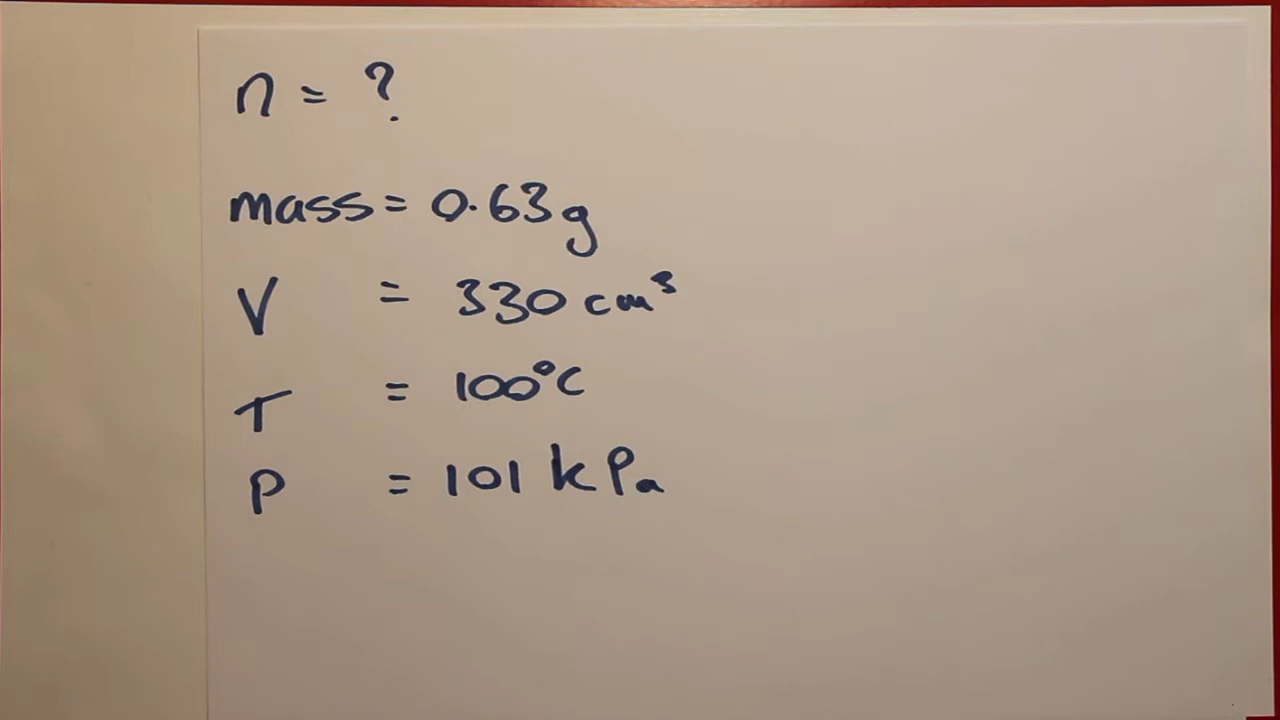 n = ?
mass = 0.63g
V = 330 cm³
T = 100°C
P = 101 kPa